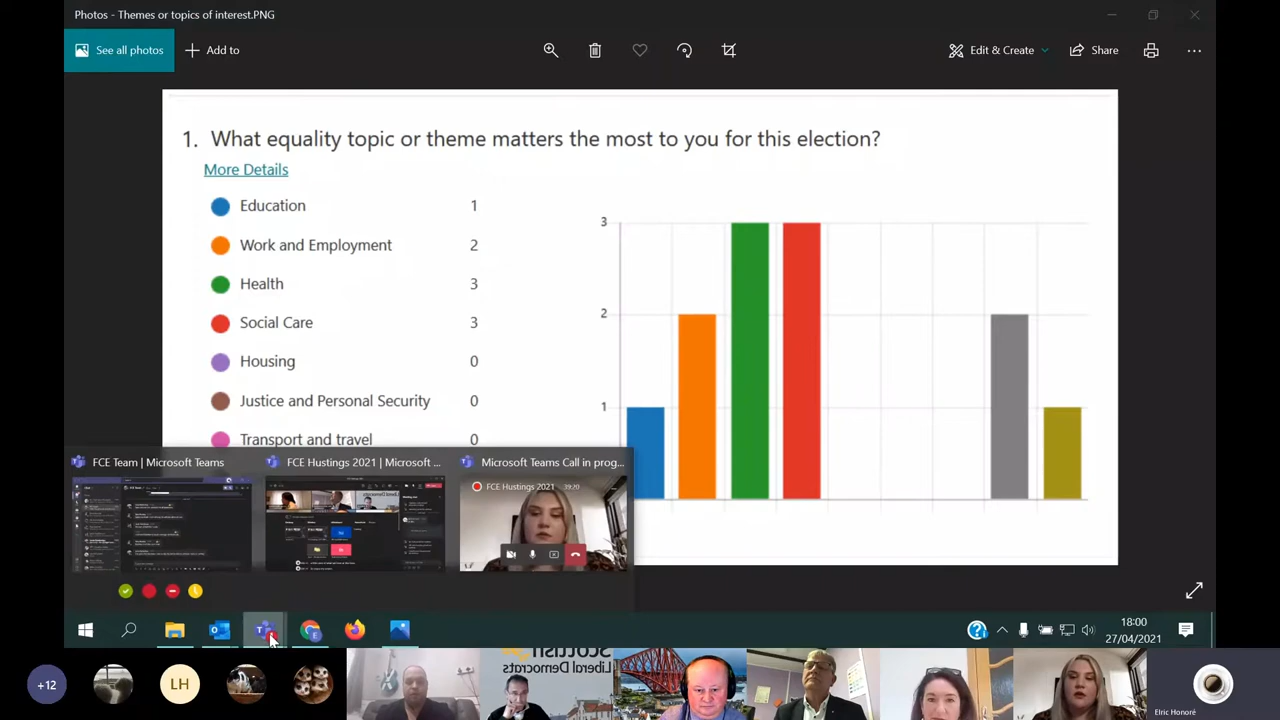 Photos - Themes or topics of interest.PNG
See all photos
Add to
Edit & Create
Share
1. What equality topic or theme matters the most to you for this election?
More Details
Education 1
Work and Employment 2
Health 3
Social Care 3
Housing 0
Justice and Personal Security 0
Transport and travel 0
3
2
1
FCE Team | Microsoft Teams
FCE Hustings 2021 | Microsoft ...
Microsoft Teams Call in prog...
FCE Hustings 2021 39:20
18:00
27/04/2021
+12
LH
SCOTTISH
Liberal Democrats
Elric Honoré